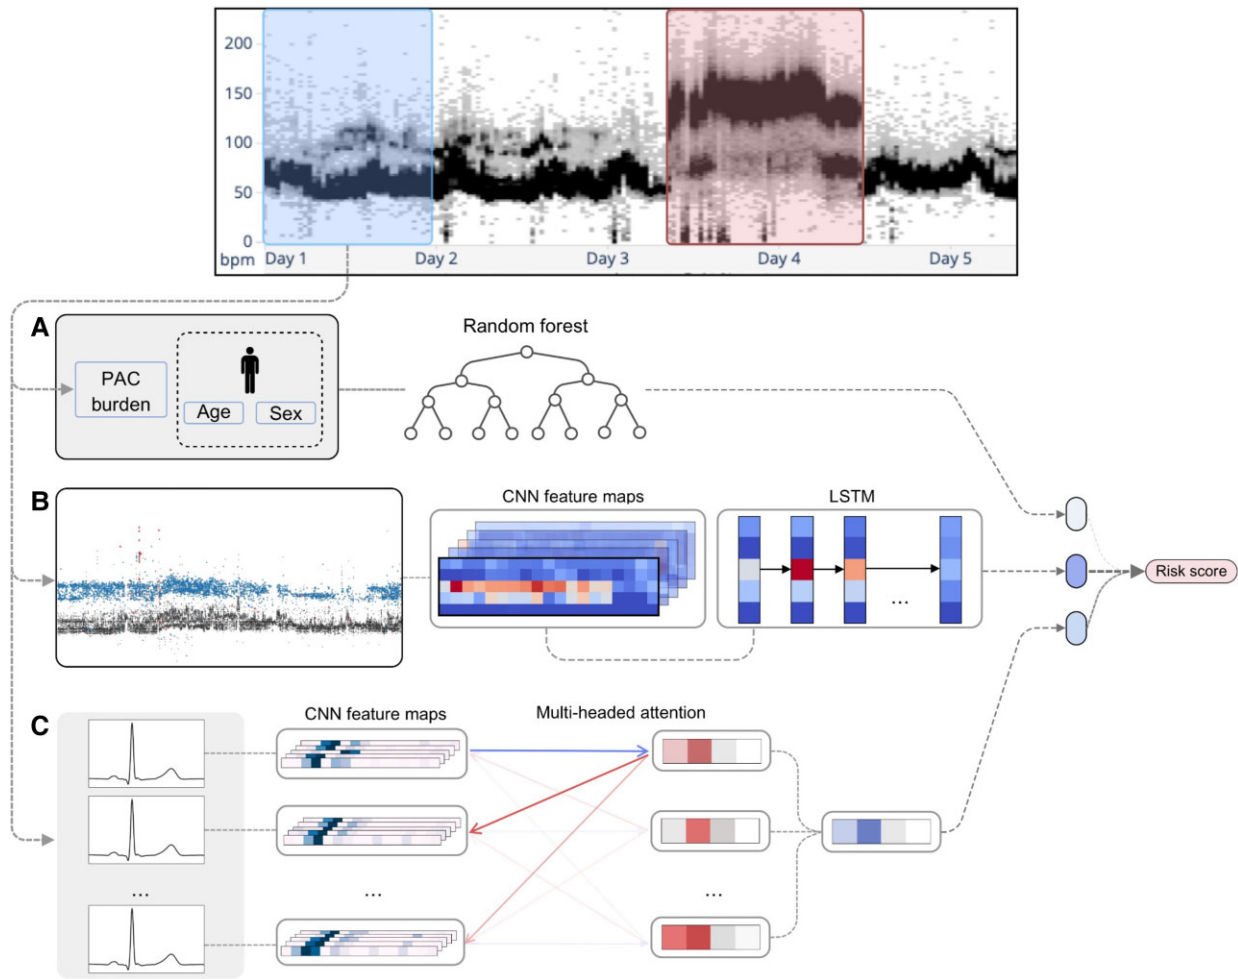 200
150
100
50
0
bpm Day 1 Day 2 Day 3 Day 4 Day 5
A
Random forest
PAC
burden
Age Sex
B
CNN feature maps LSTM
...
Risk score
C
CNN feature maps Multi-headed attention
... ... ...